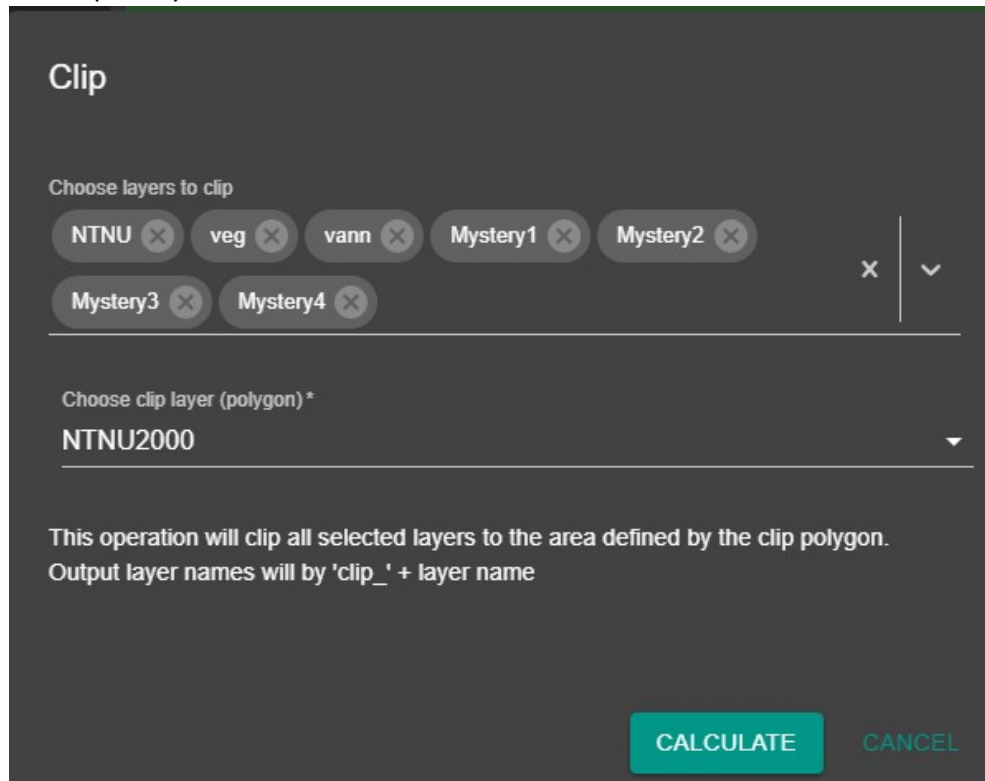 Clip
Choose layers to clip
NTNU veg vann Mystery1 Mystery2
Mystery3 Mystery4
Choose clip layer (polygon) *
NTNU2000
This operation will clip all selected layers to the area defined by the clip polygon.
Output layer names will by 'clip_' + layer name
CALCULATE CANCEL